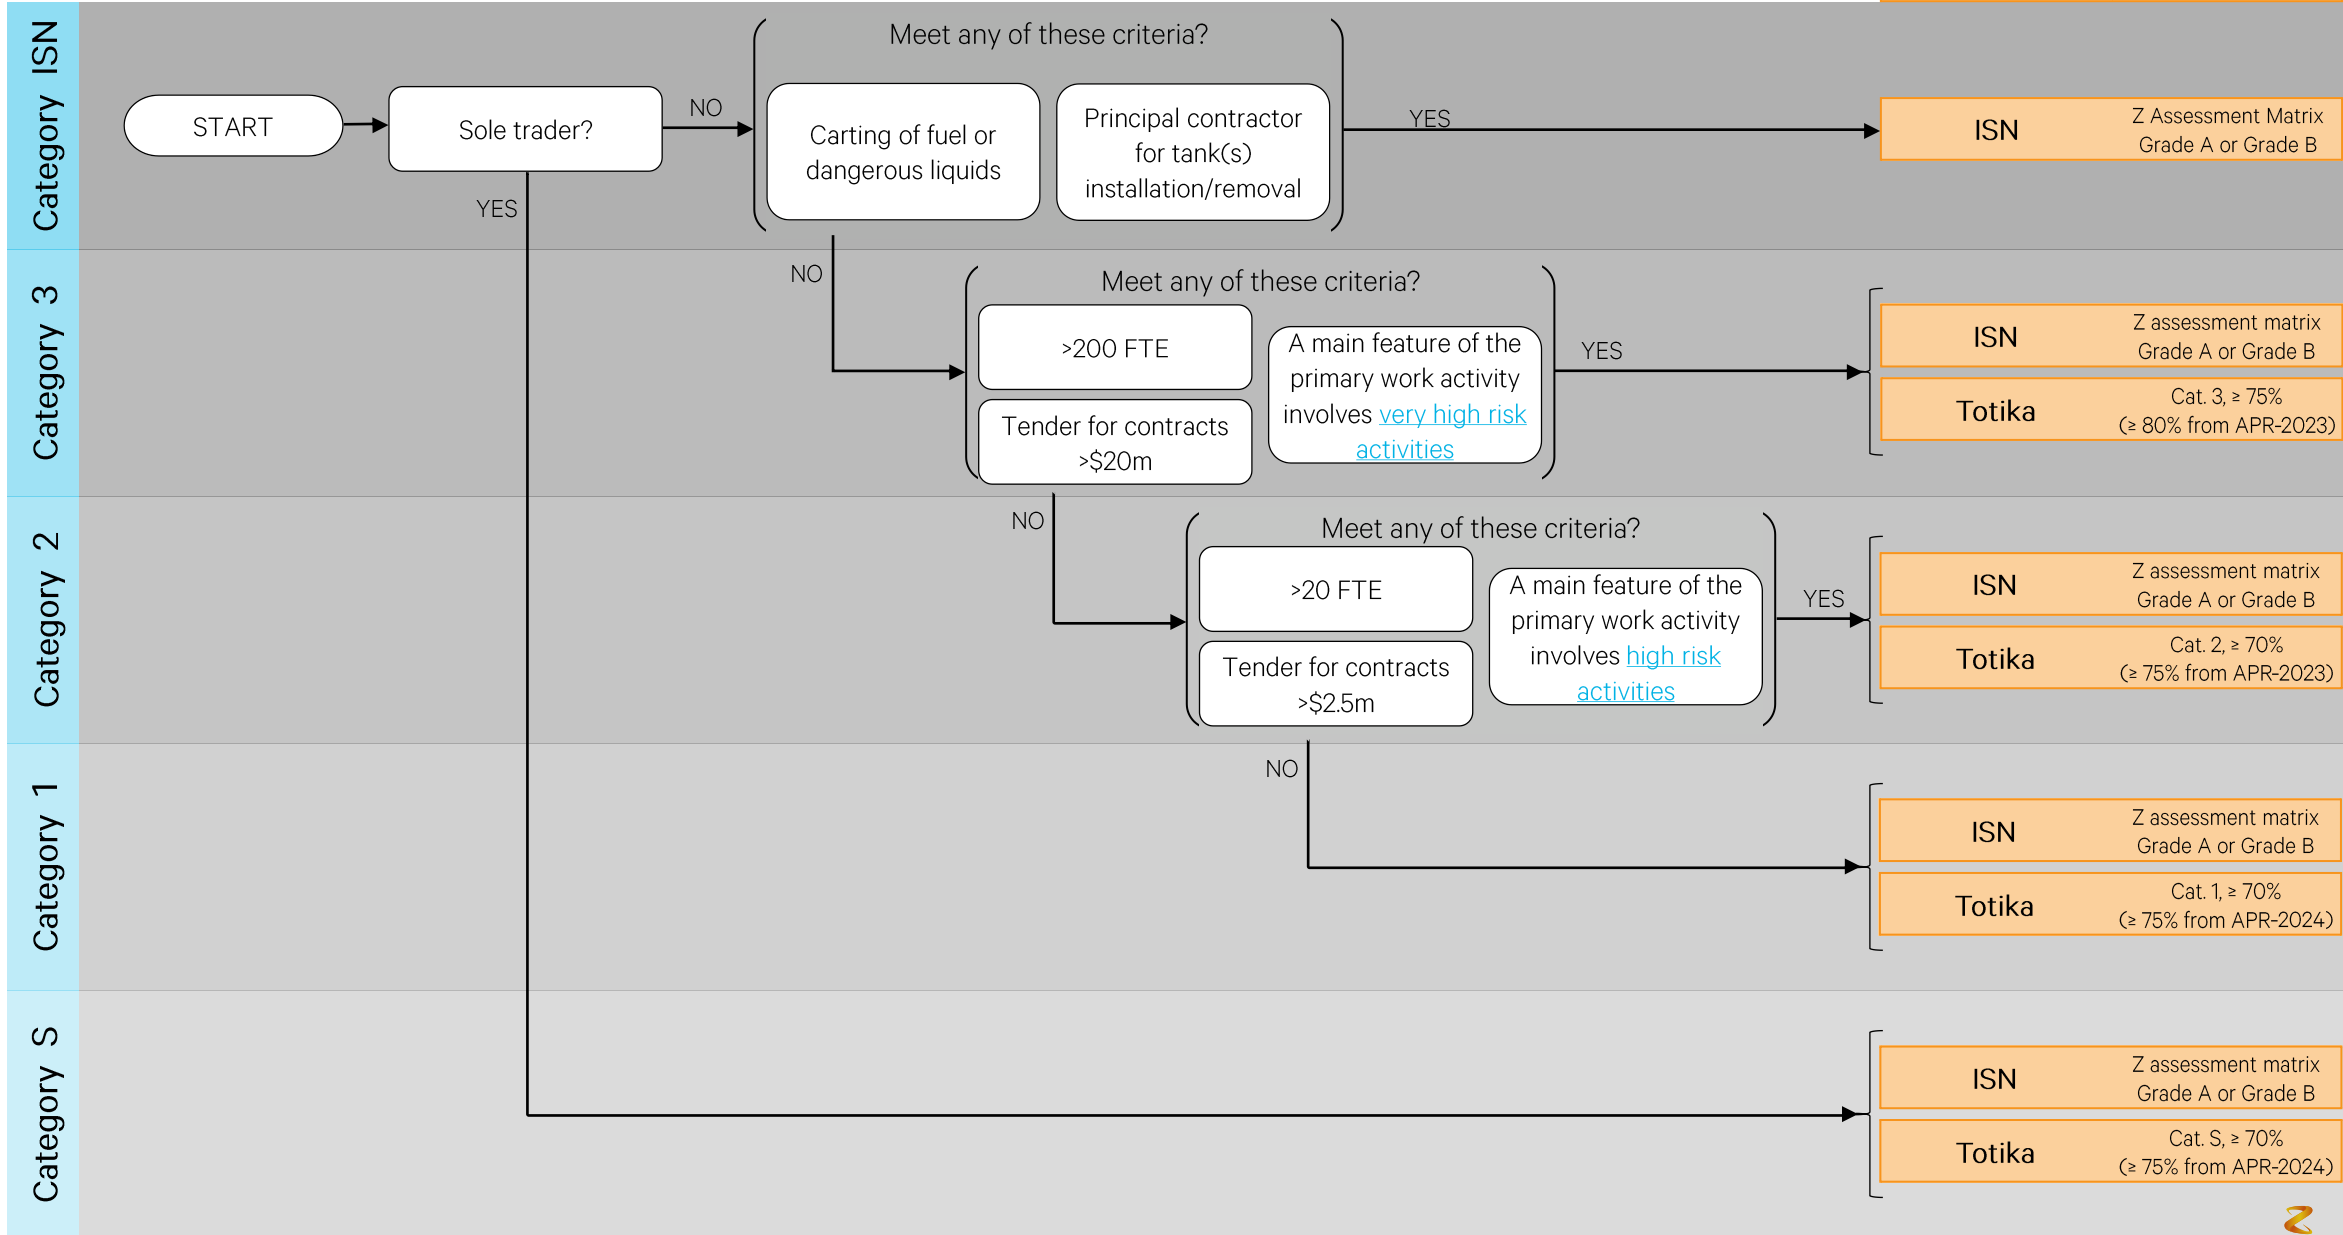 Category ISN
START
Sole trader?
NO
YES
Meet any of these criteria?
Carting of fuel or
dangerous liquids
Principal contractor
for tank(s)
installation/removal
YES
NO
ISN
Z Assessment Matrix
Grade A or Grade B
Category 3
Meet any of these criteria?
>200 FTE
Tender for contracts
>$20m
A main feature of the
primary work activity
involves very high risk
activities
YES
NO
ISN
Z assessment matrix
Grade A or Grade B
Totika
Cat. 3, ≥ 75%
(≥ 80% from APR-2023)
Category 2
Meet any of these criteria?
>20 FTE
Tender for contracts
>$2.5m
A main feature of the
primary work activity
involves high risk
activities
YES
NO
ISN
Z assessment matrix
Grade A or Grade B
Totika
Cat. 2, ≥ 70%
(≥ 75% from APR-2023)
Category 1
ISN
Z assessment matrix
Grade A or Grade B
Totika
Cat. 1, ≥ 70%
(≥ 75% from APR-2024)
Category S
ISN
Z assessment matrix
Grade A or Grade B
Totika
Cat. S, ≥ 70%
(≥ 75% from APR-2024)